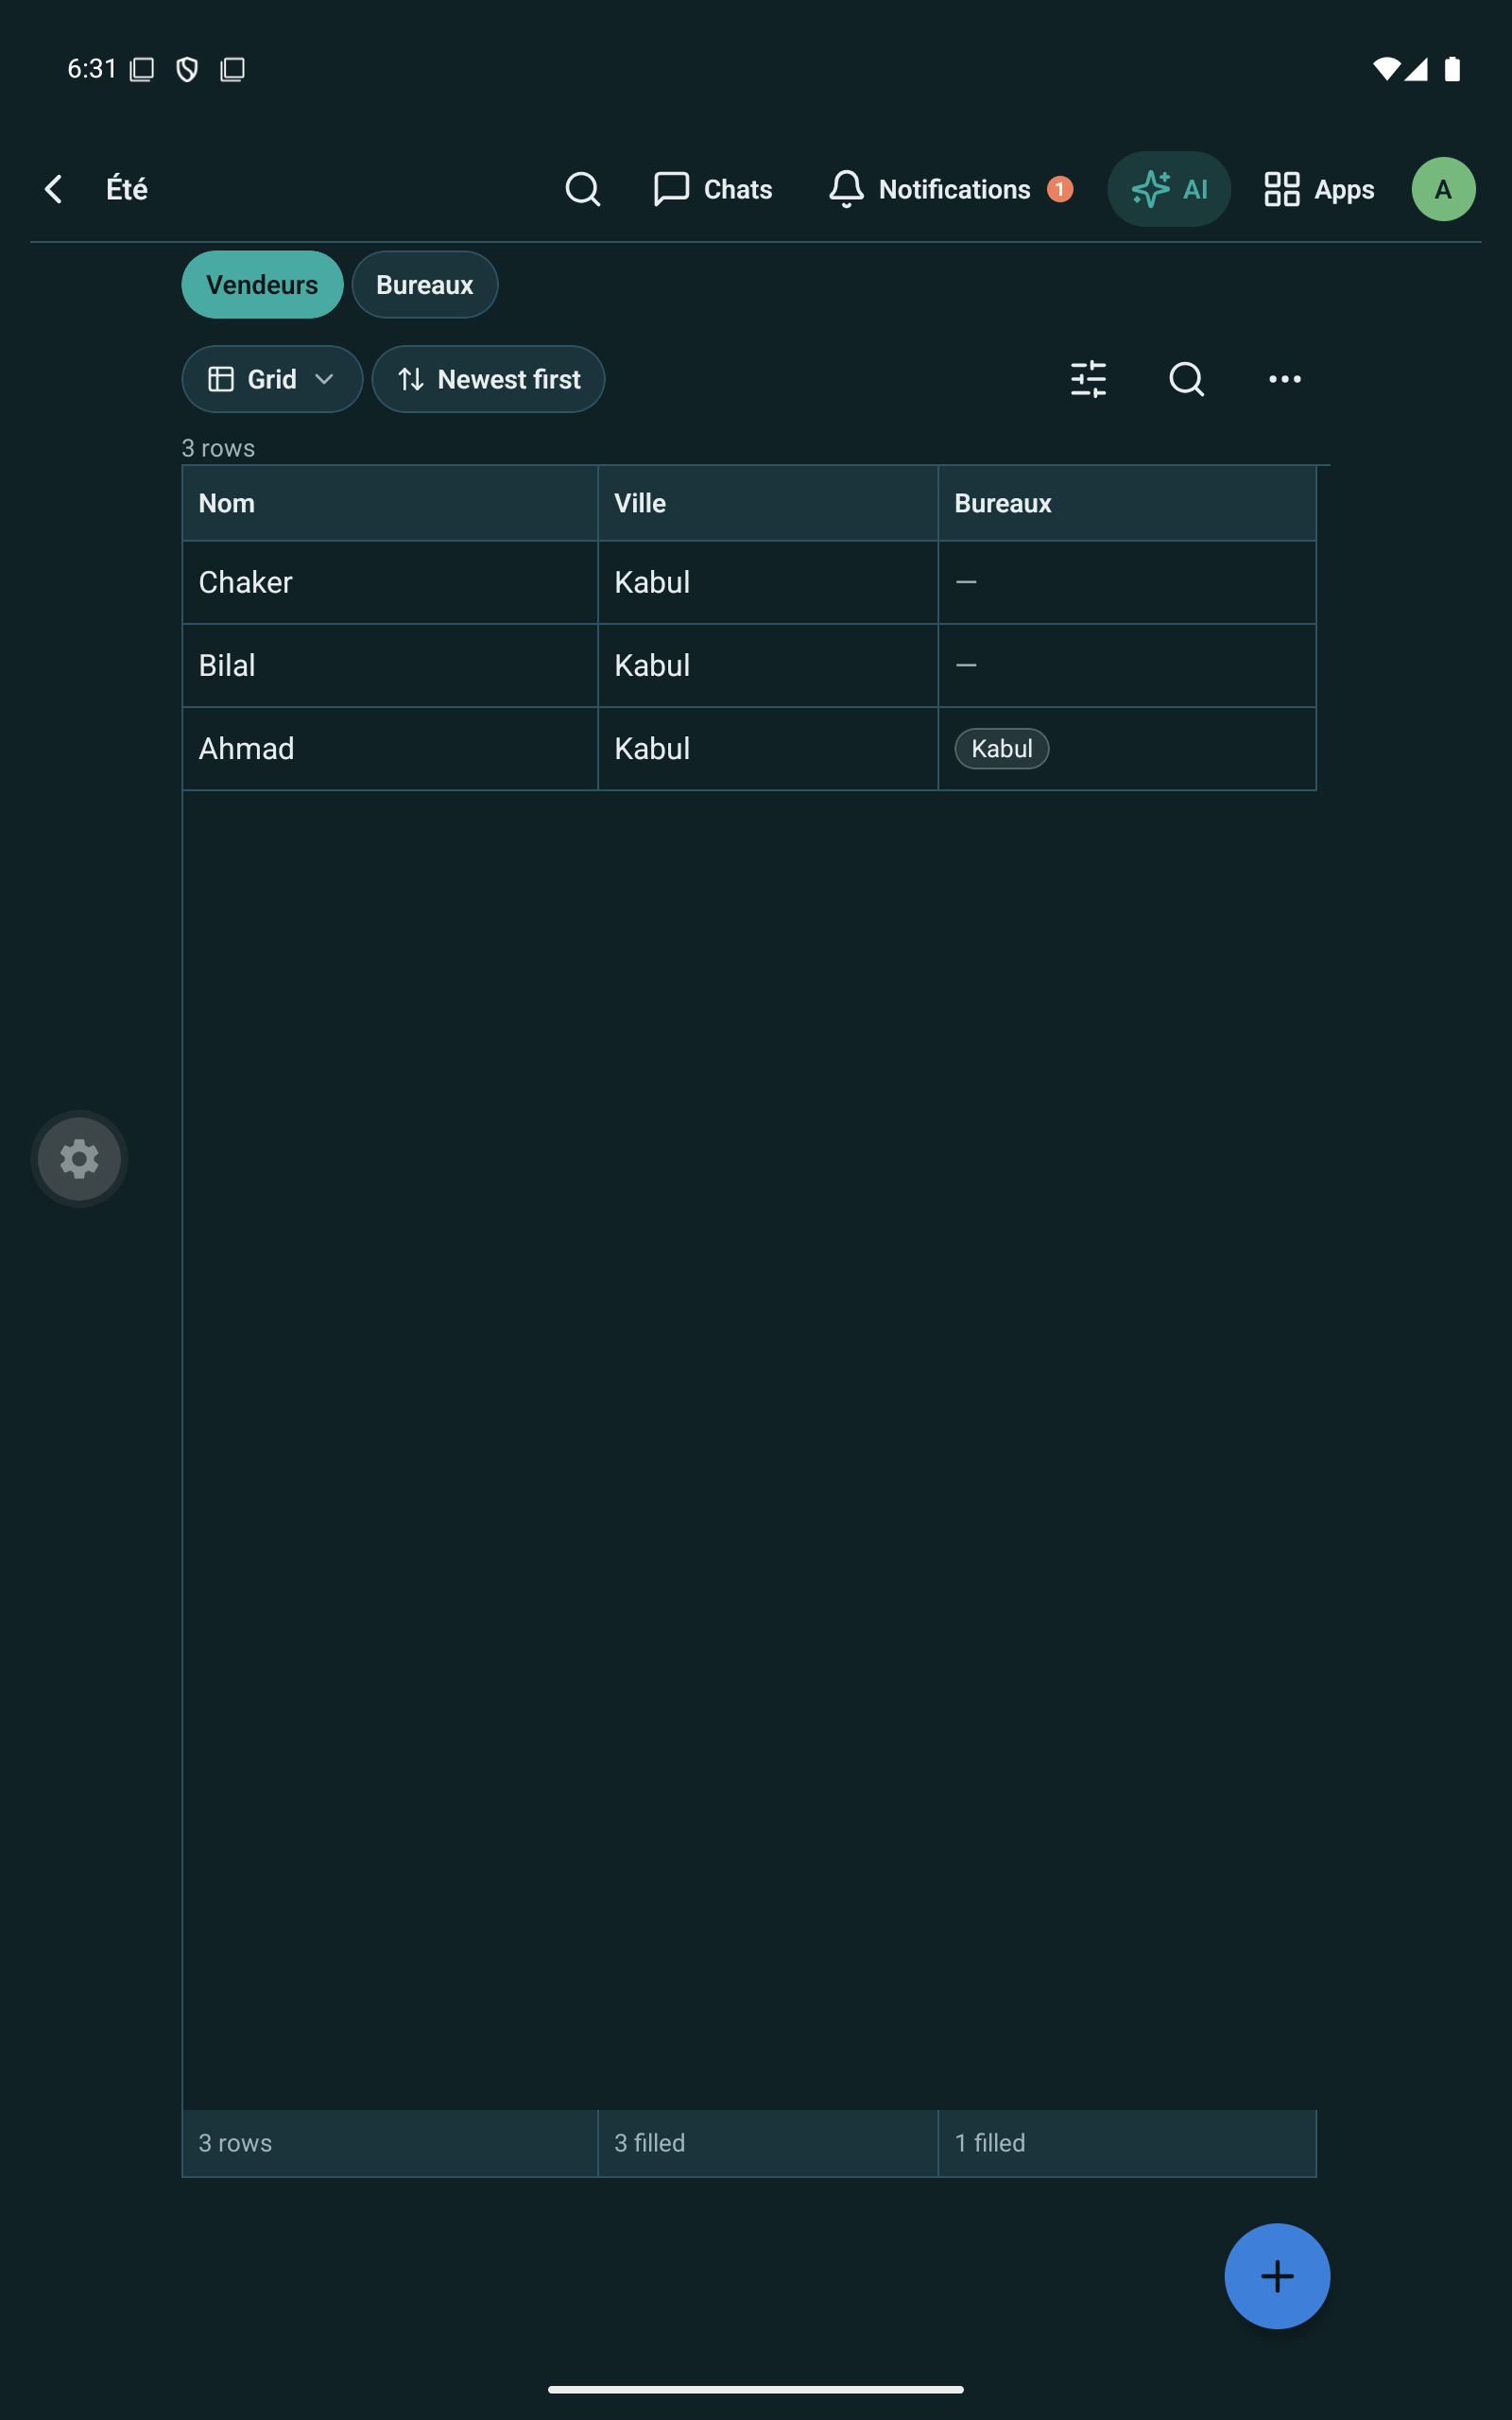 6:31
Été
Chats
Notifications 1
AI
Apps
A
Vendeurs Bureaux
Grid Newest first
3 rows
Nom Ville Bureaux
Chaker Kabul —
Bilal Kabul —
Ahmad Kabul Kabul
3 rows 3 filled 1 filled